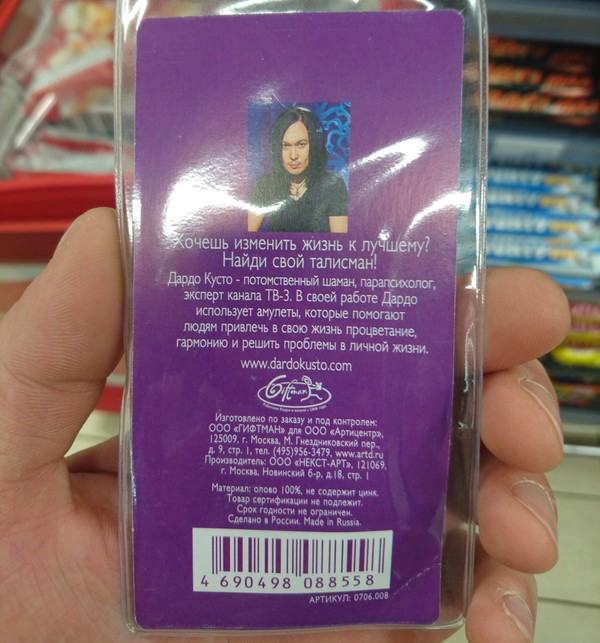 Хочешь изменить жизнь к лучшему?
Найди свой талисман!
Дардо Кусто - потомственный шаман, парапсихолог,
эксперт канала ТВ-3. В своей работе Дардо
использует амулеты, которые помогают
людям привлечь в свою жизнь процветание,
гармонию и решить проблемы в личной жизни.
www.dardokusto.com
Giftman
Изготовлено по заказу и под контролем:
ООО «ГИФТМАН» для ООО «Артицентр»,
125009, г. Москва, М. Гнездниковский пер.,
д. 9, стр. 1, тел. (495)956-3479, www.artd.ru
Производитель: ООО «НЕКСТ-АРТ», 121069,
г. Москва, Новинский б-р, д.18, стр. 1
Материал: олово 100%, не содержит цинк.
Товар сертификации не подлежит.
Срок годности не ограничен.
Сделано в России. Made in Russia.
4 690498 088558
АРТИКУЛ: 0706.008